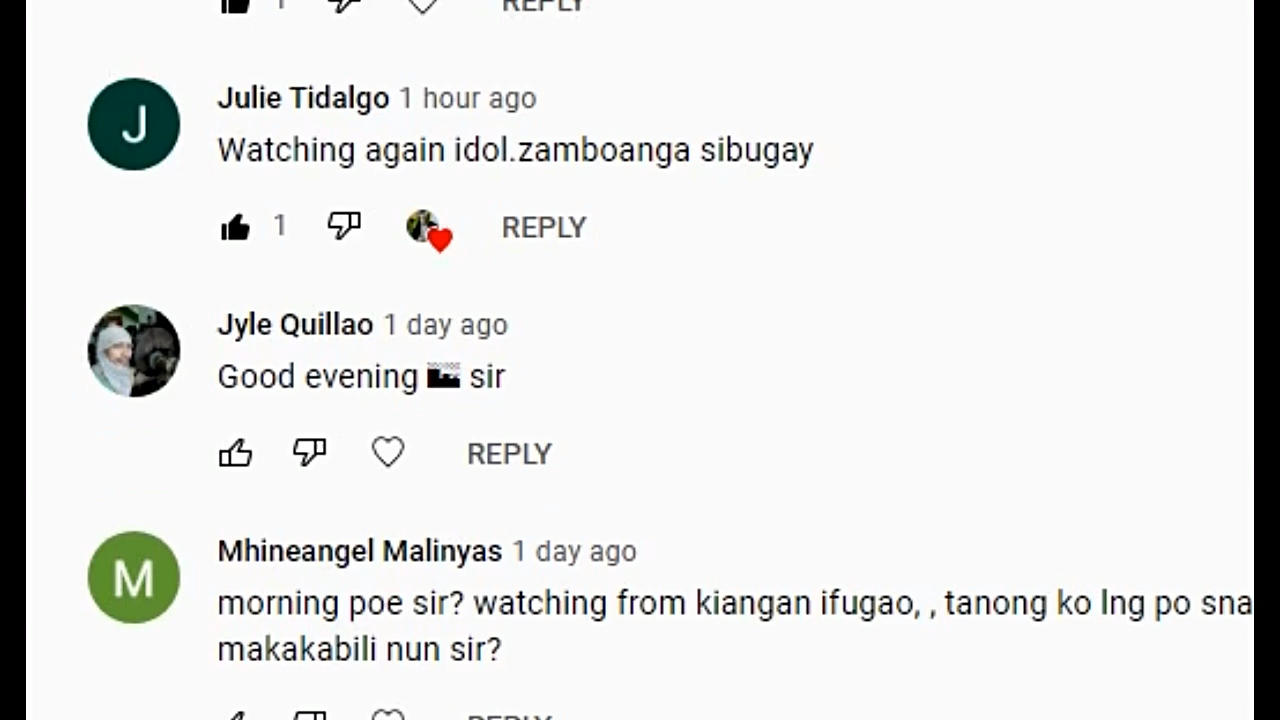 REPLY
J
Julie Tidalgo 1 hour ago
Watching again idol.zamboanga sibugay
1
REPLY
Jyle Quillao 1 day ago
Good evening sir
REPLY
M
Mhineangel Malinyas 1 day ago
morning poe sir? watching from kiangan ifugao, , tanong ko lng po sna
makakabili nun sir?
REPLY